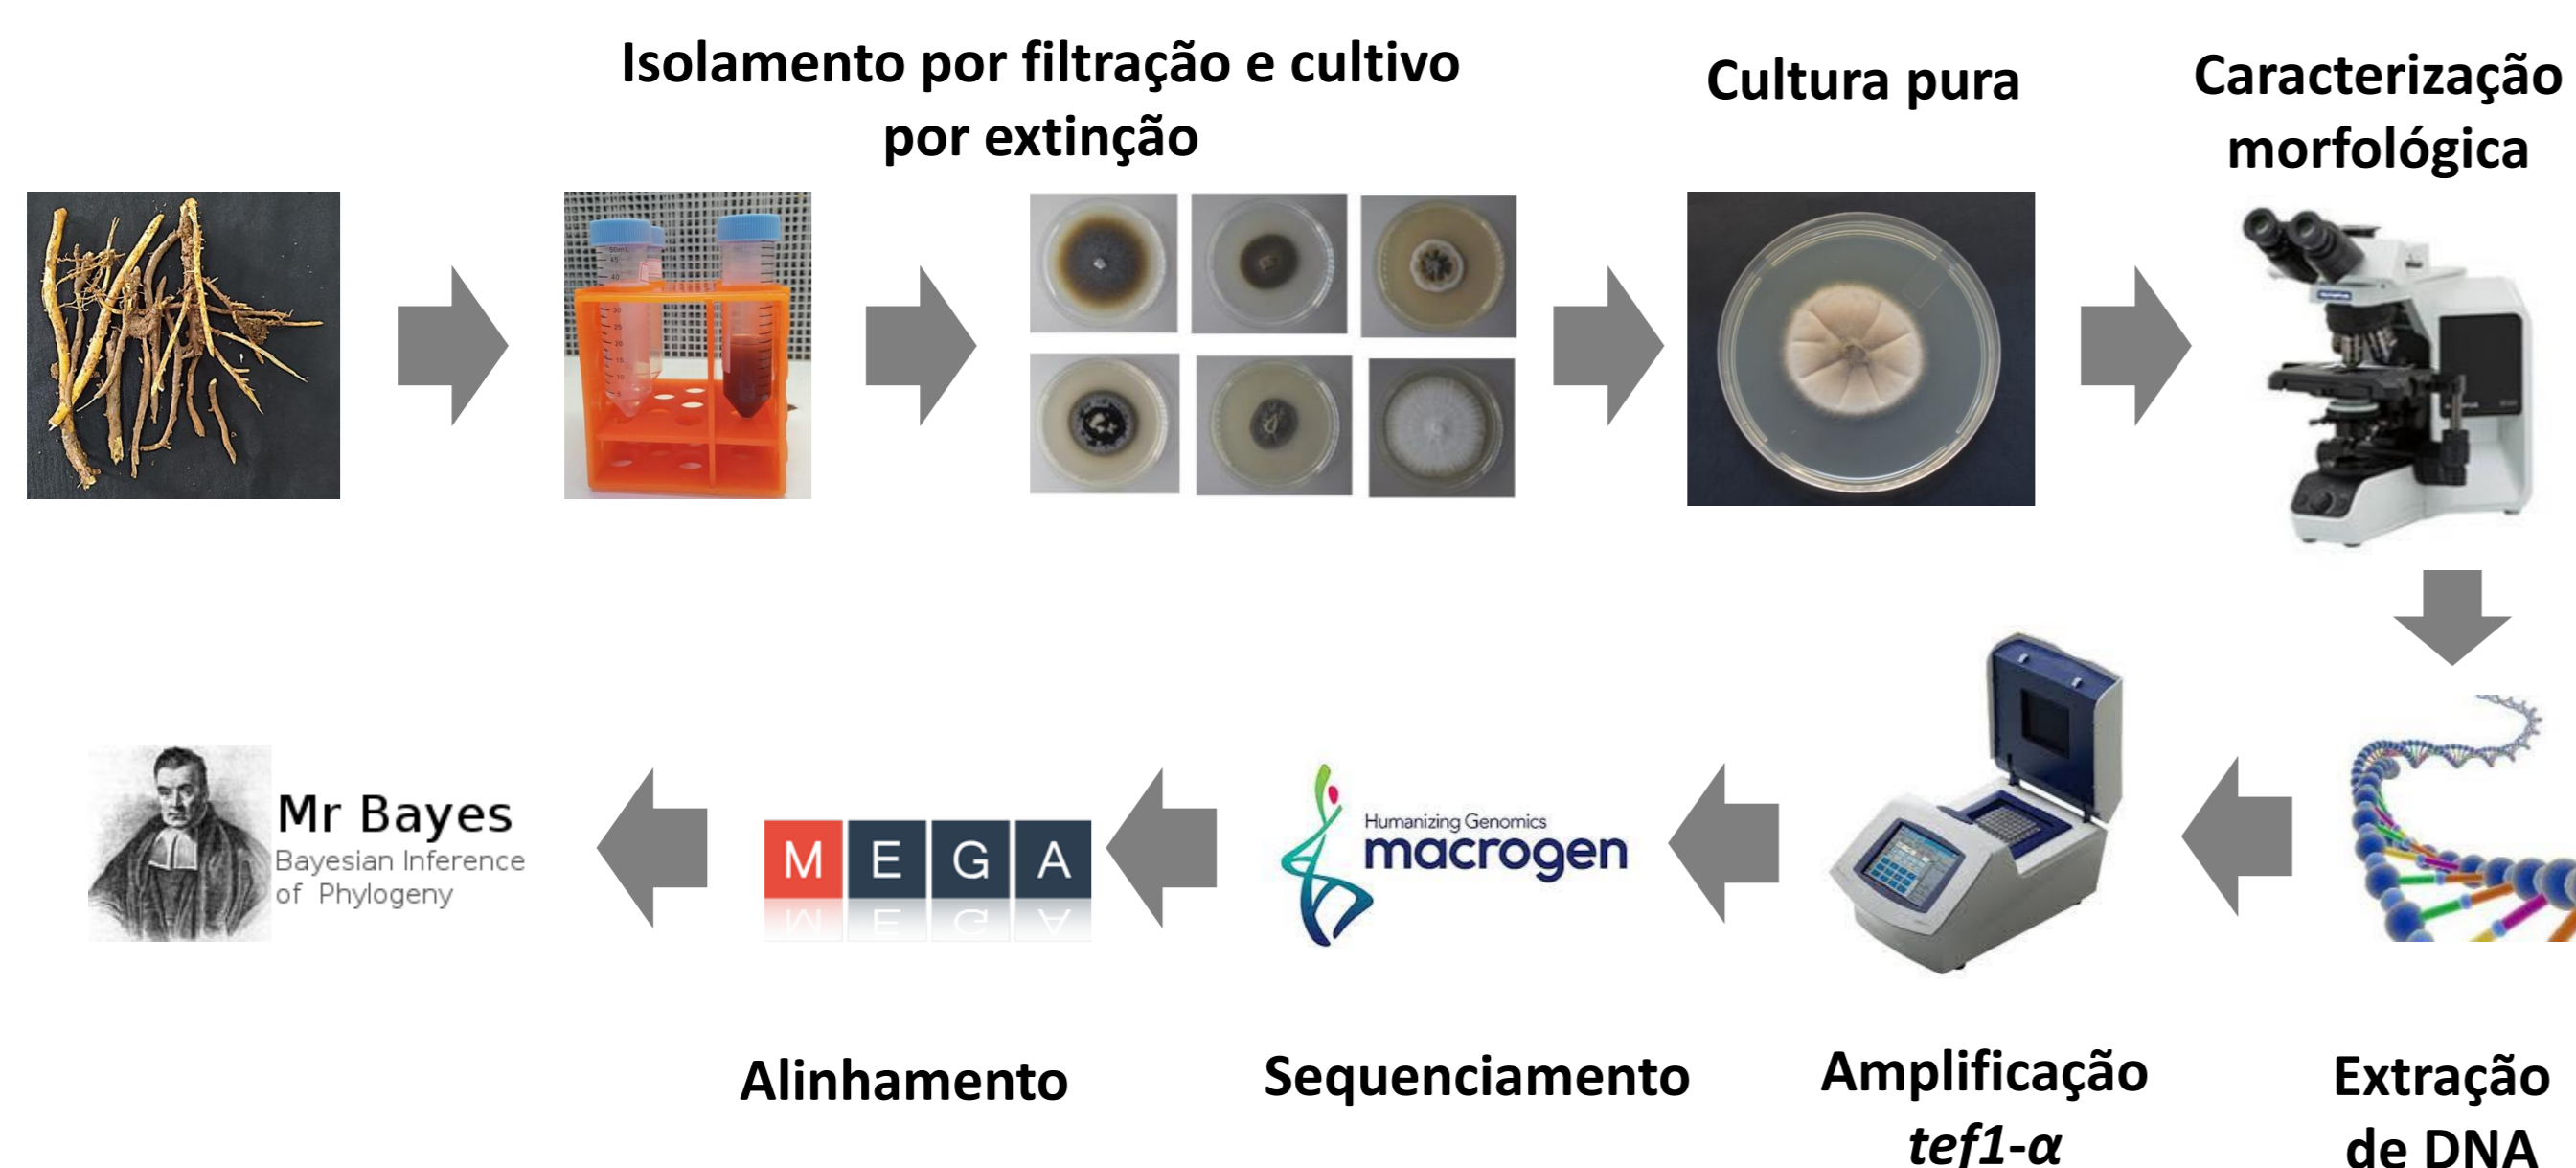 Isolamento por filtração e cultivo
por extinção
Cultura pura
Caracterização
morfológica
Mr Bayes
Bayesian Inference
of Phylogeny
M E G A
Humanizing Genomics
macrogen
Alinhamento
Sequenciamento
Amplificação
tef1-α
Extração
de DNA